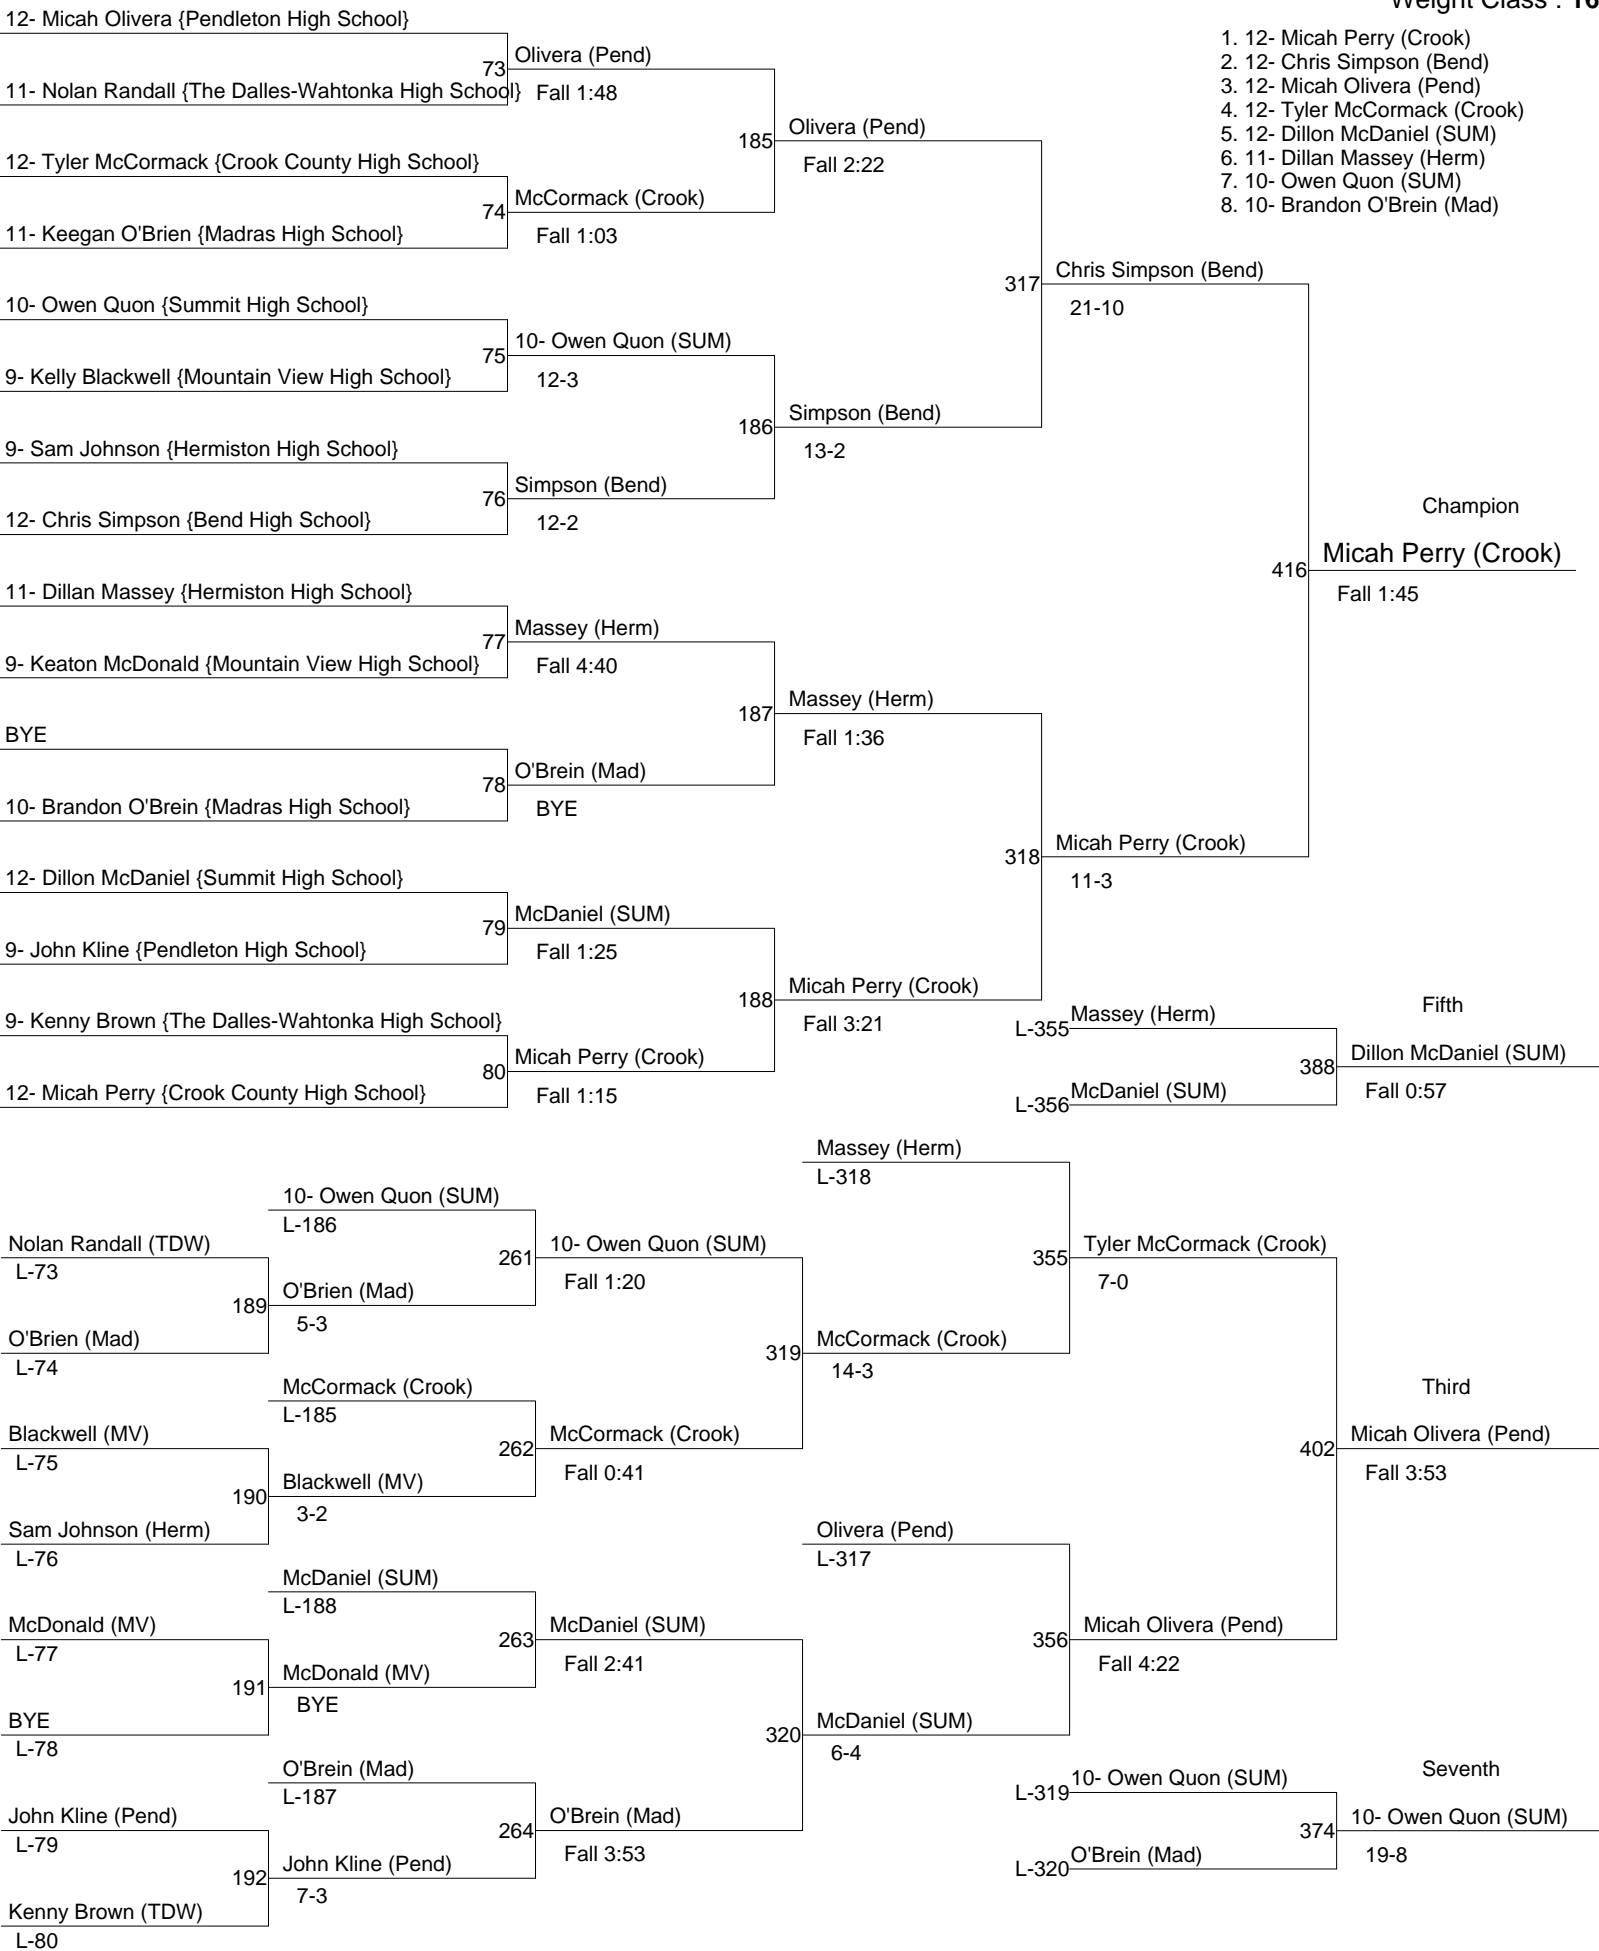 Weight Class : 16
12- Micah Olivera {Pendleton High School}
1. 12- Micah Perry (Crook)
2. 12- Chris Simpson (Bend)
3. 12- Micah Olivera (Pend)
4. 12- Tyler McCormack (Crook)
5. 12- Dillon McDaniel (SUM)
6. 11- Dillan Massey (Herm)
7. 10- Owen Quon (SUM)
8. 10- Brandon O'Brein (Mad)
73 Olivera (Pend)
11- Nolan Randall {The Dalles-Wahtonka High School} Fall 1:48
185 Olivera (Pend)
Fall 2:22
12- Tyler McCormack {Crook County High School}
74 McCormack (Crook)
11- Keegan O'Brien {Madras High School} Fall 1:03
317 Chris Simpson (Bend)
21-10
10- Owen Quon {Summit High School}
75 10- Owen Quon (SUM)
9- Kelly Blackwell {Mountain View High School} 12-3
186 Simpson (Bend)
13-2
9- Sam Johnson {Hermiston High School}
76 Simpson (Bend)
12- Chris Simpson {Bend High School} 12-2
Champion
416 Micah Perry (Crook)
Fall 1:45
11- Dillan Massey {Hermiston High School}
77 Massey (Herm)
9- Keaton McDonald {Mountain View High School} Fall 4:40
187 Massey (Herm)
Fall 1:36
BYE
78 O'Brein (Mad)
10- Brandon O'Brein {Madras High School} BYE
318 Micah Perry (Crook)
11-3
12- Dillon McDaniel {Summit High School}
79 McDaniel (SUM)
9- John Kline {Pendleton High School} Fall 1:25
188 Micah Perry (Crook)
Fall 3:21
9- Kenny Brown {The Dalles-Wahtonka High School}
80 Micah Perry (Crook)
12- Micah Perry {Crook County High School} Fall 1:15
Fifth
L-355 Massey (Herm)
388 Dillon McDaniel (SUM)
L-356 McDaniel (SUM) Fall 0:57
Massey (Herm)
L-318
10- Owen Quon (SUM)
L-186
Nolan Randall (TDW)
L-73
261 10- Owen Quon (SUM)
Fall 1:20
355 Tyler McCormack (Crook)
7-0
189 O'Brien (Mad)
5-3
O'Brien (Mad)
L-74
319 McCormack (Crook)
14-3
McCormack (Crook)
L-185
Third
Blackwell (MV)
L-75
262 McCormack (Crook)
Fall 0:41
402 Micah Olivera (Pend)
Fall 3:53
190 Blackwell (MV)
3-2
Sam Johnson (Herm)
L-76
Olivera (Pend)
L-317
McDaniel (SUM)
L-188
McDonald (MV)
L-77
263 McDaniel (SUM)
Fall 2:41
356 Micah Olivera (Pend)
Fall 4:22
191 McDonald (MV)
BYE
BYE
L-78
320 McDaniel (SUM)
6-4
O'Brein (Mad)
L-187
Seventh
L-319 10- Owen Quon (SUM)
John Kline (Pend)
L-79
264 O'Brein (Mad)
Fall 3:53
374 10- Owen Quon (SUM)
19-8
L-320 O'Brein (Mad)
192 John Kline (Pend)
7-3
Kenny Brown (TDW)
L-80